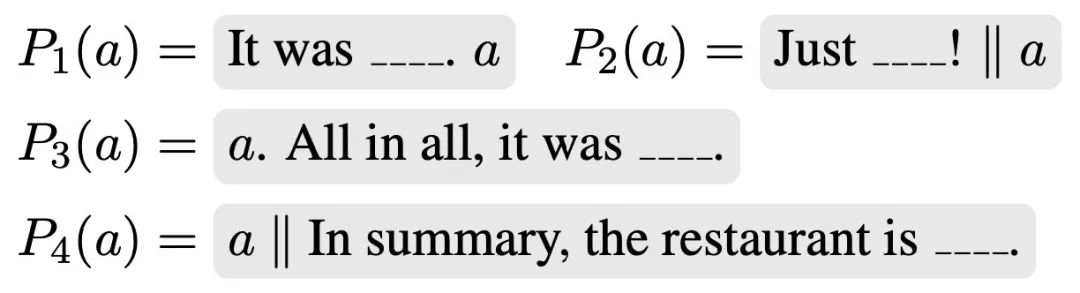 P₁(a) = It was ____. a P₂(a) = Just ____! ‖ a
P₃(a) = a. All in all, it was ____.
P₄(a) = a ‖ In summary, the restaurant is ____.